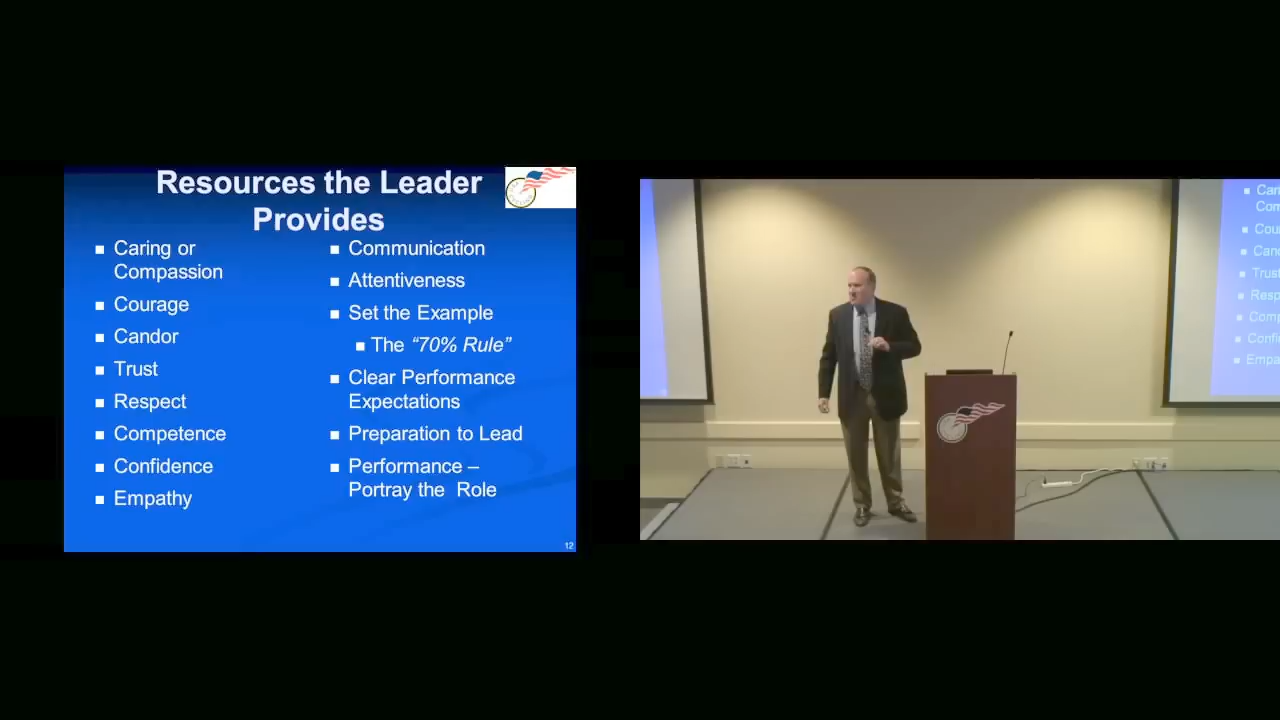 Resources the Leader
Provides
Caring or
Compassion
Courage
Candor
Trust
Respect
Competence
Confidence
Empathy
Communication
Attentiveness
Set the Example
The “70% Rule”
Clear Performance
Expectations
Preparation to Lead
Performance –
Portray the Role
12